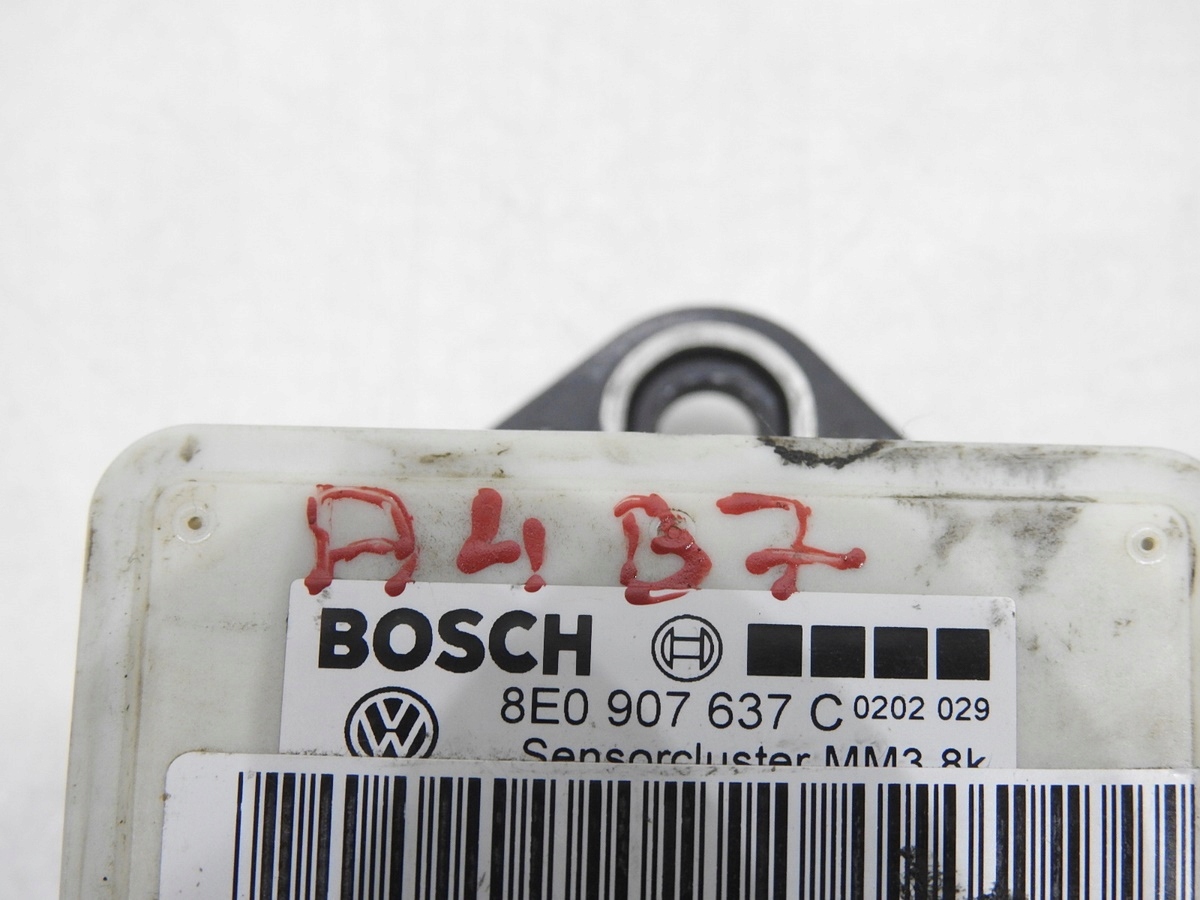 A4 B7
BOSCH
8E0 907 637 C 0202 029
Sensorcluster MM3.8k